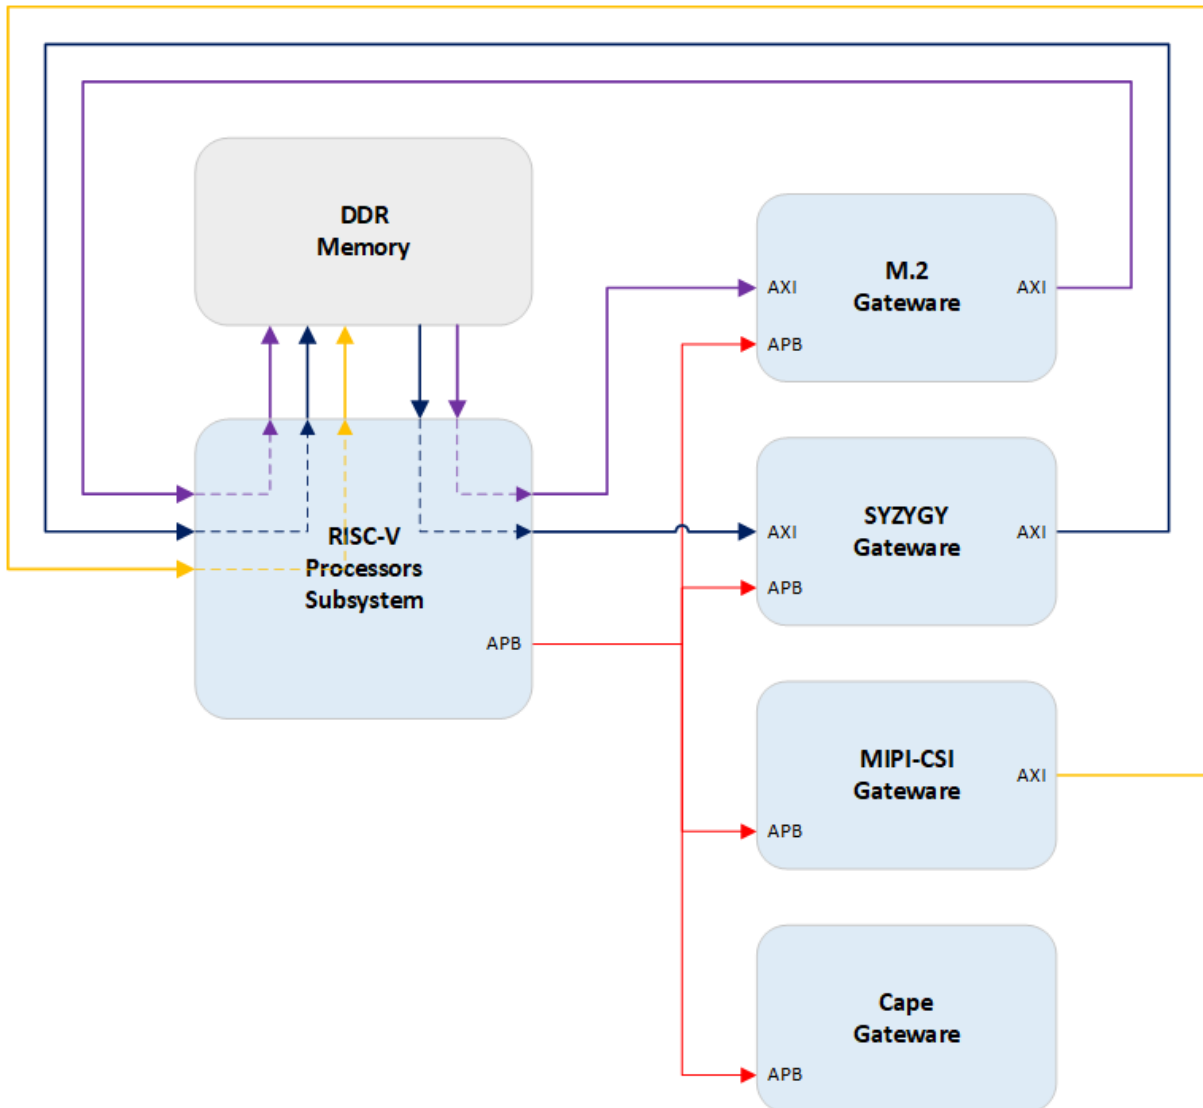 DDR
Memory
M.2
Gateware
AXI
AXI
APB
RISC-V
Processors
Subsystem
APB
SYZYGY
Gateware
AXI
AXI
APB
MIPI-CSI
Gateware
AXI
APB
Cape
Gateware
APB